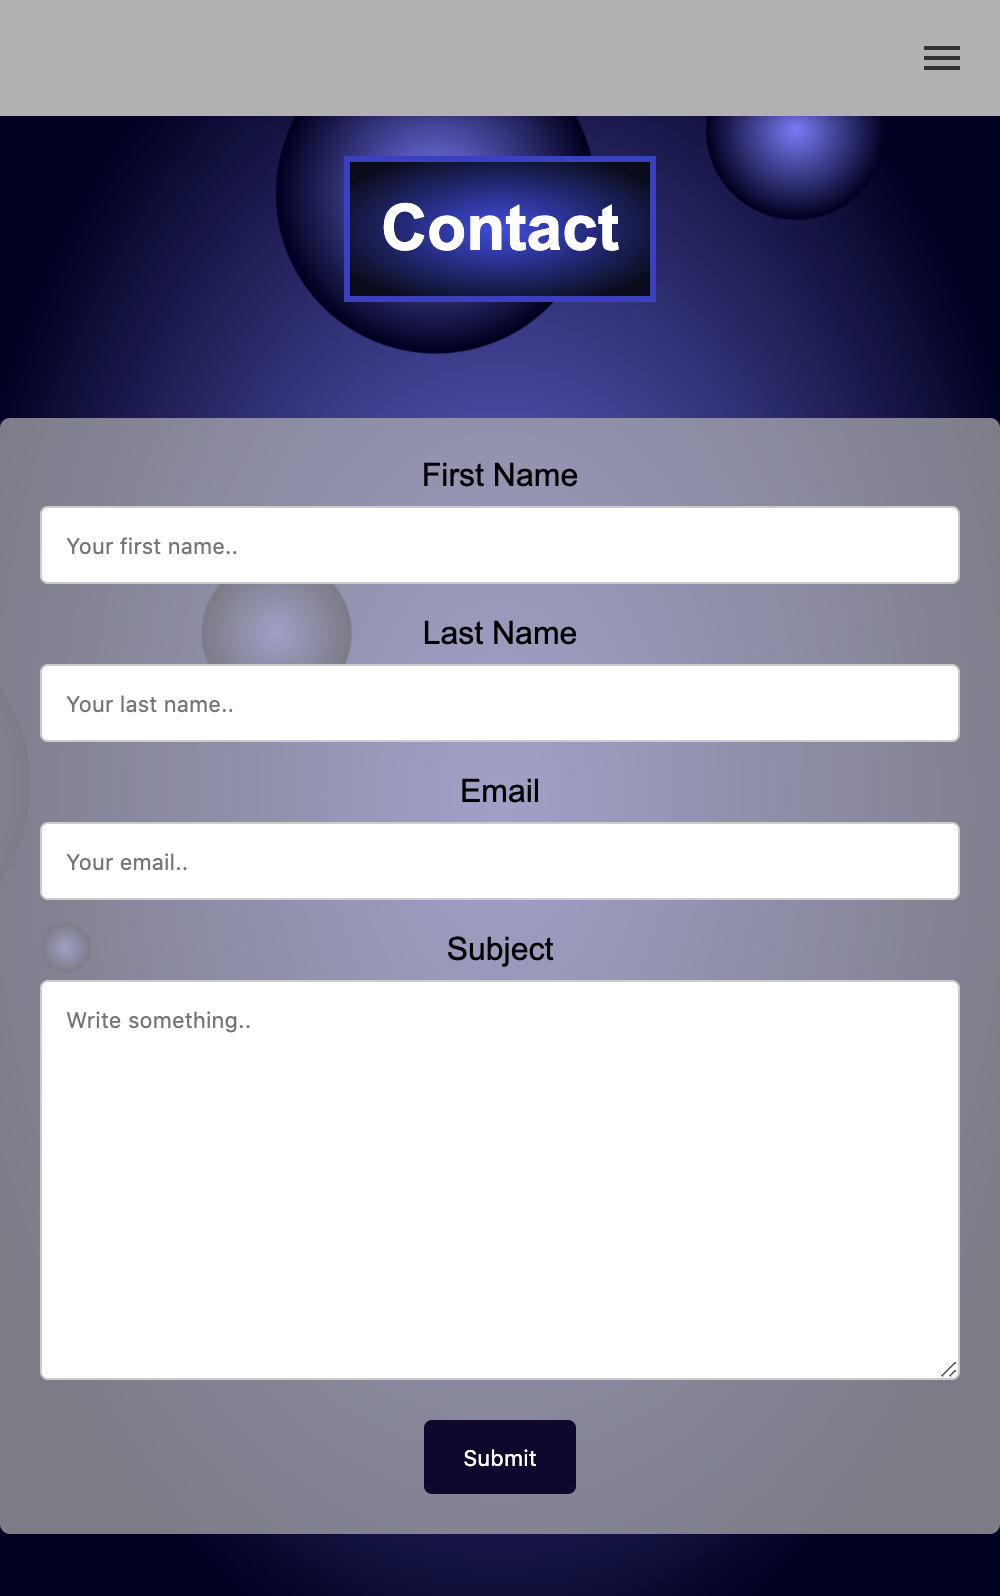 Contact
First Name
Your first name..
Last Name
Your last name..
Email
Your email..
Subject
Write something..
Submit